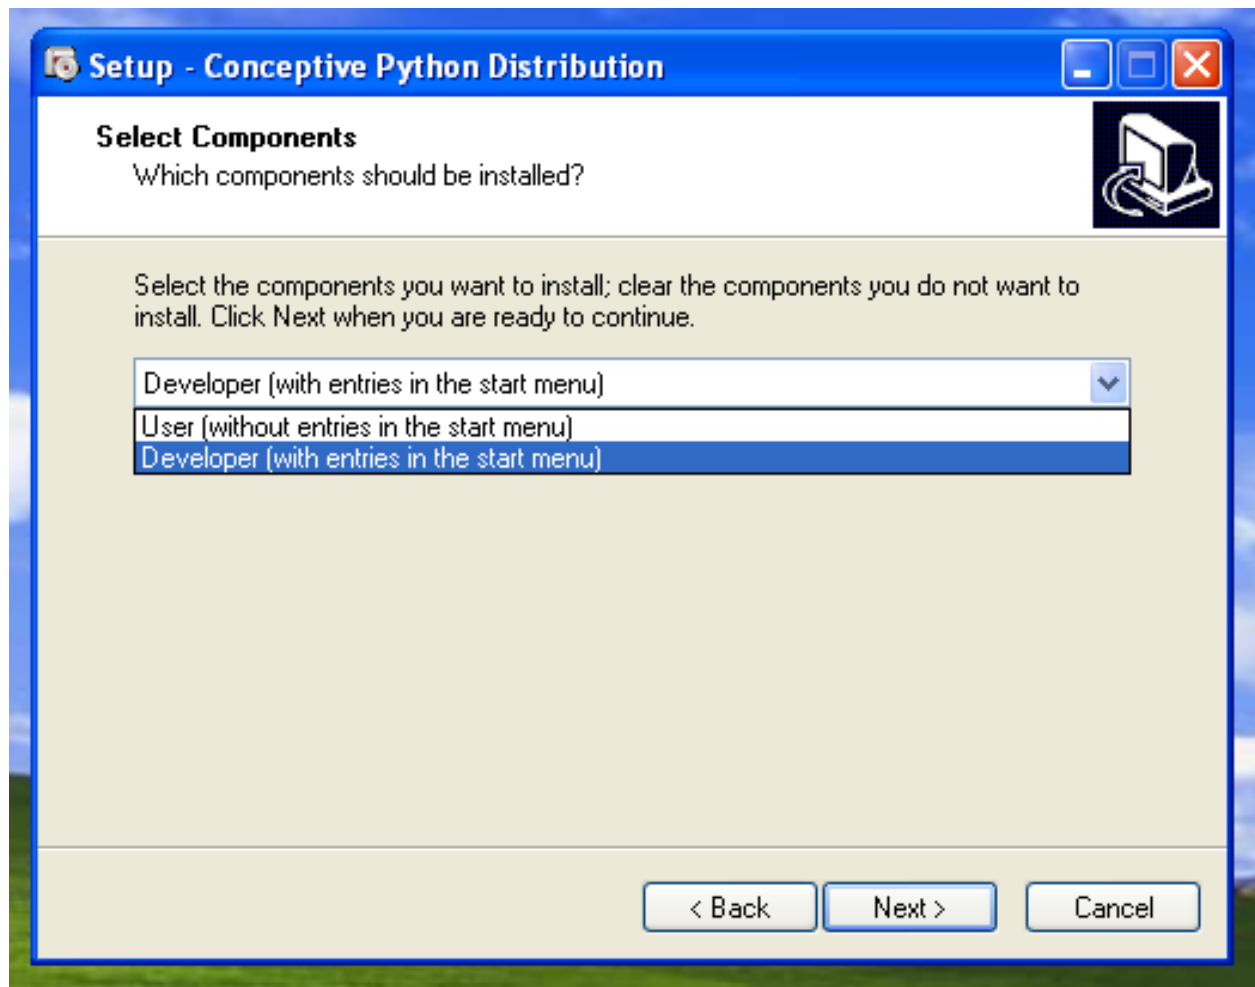 Setup - Conceptive Python Distribution
Select Components
Which components should be installed?
Select the components you want to install; clear the components you do not want to
install. Click Next when you are ready to continue.
Developer (with entries in the start menu)
User (without entries in the start menu)
Developer (with entries in the start menu)
< Back
Next >
Cancel